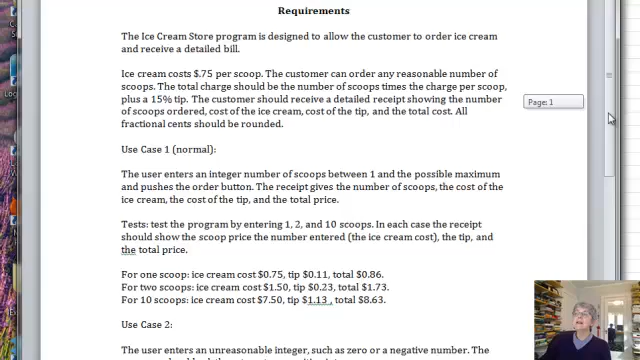 Requirements
The Ice Cream Store program is designed to allow the customer to order ice cream
and receive a detailed bill.
Ice cream costs $.75 per scoop. The customer can order any reasonable number of
scoops. The total charge should be the number of scoops times the charge per scoop,
plus a 15% tip. The customer should receive a detailed receipt showing the number
of scoops ordered, cost of the ice cream, cost of the tip, and the total cost. All
fractional cents should be rounded.
Page: 1
Use Case 1 (normal):
The user enters an integer number of scoops between 1 and the possible maximum
and pushes the order button. The receipt gives the number of scoops, the cost of the
ice cream, the cost of the tip, and the total price.
Tests: test the program by entering 1, 2, and 10 scoops. In each case the receipt
should show the scoop price the number entered (the ice cream cost), the tip, and
the total price.
For one scoop: ice cream cost $0.75, tip $0.11, total $0.86.
For two scoops: ice cream cost $1.50, tip $0.23, total $1.73.
For 10 scoops: ice cream cost $7.50, tip $1.13 , total $8.63.
Use Case 2:
The user enters an unreasonable integer, such as zero or a negative number. The